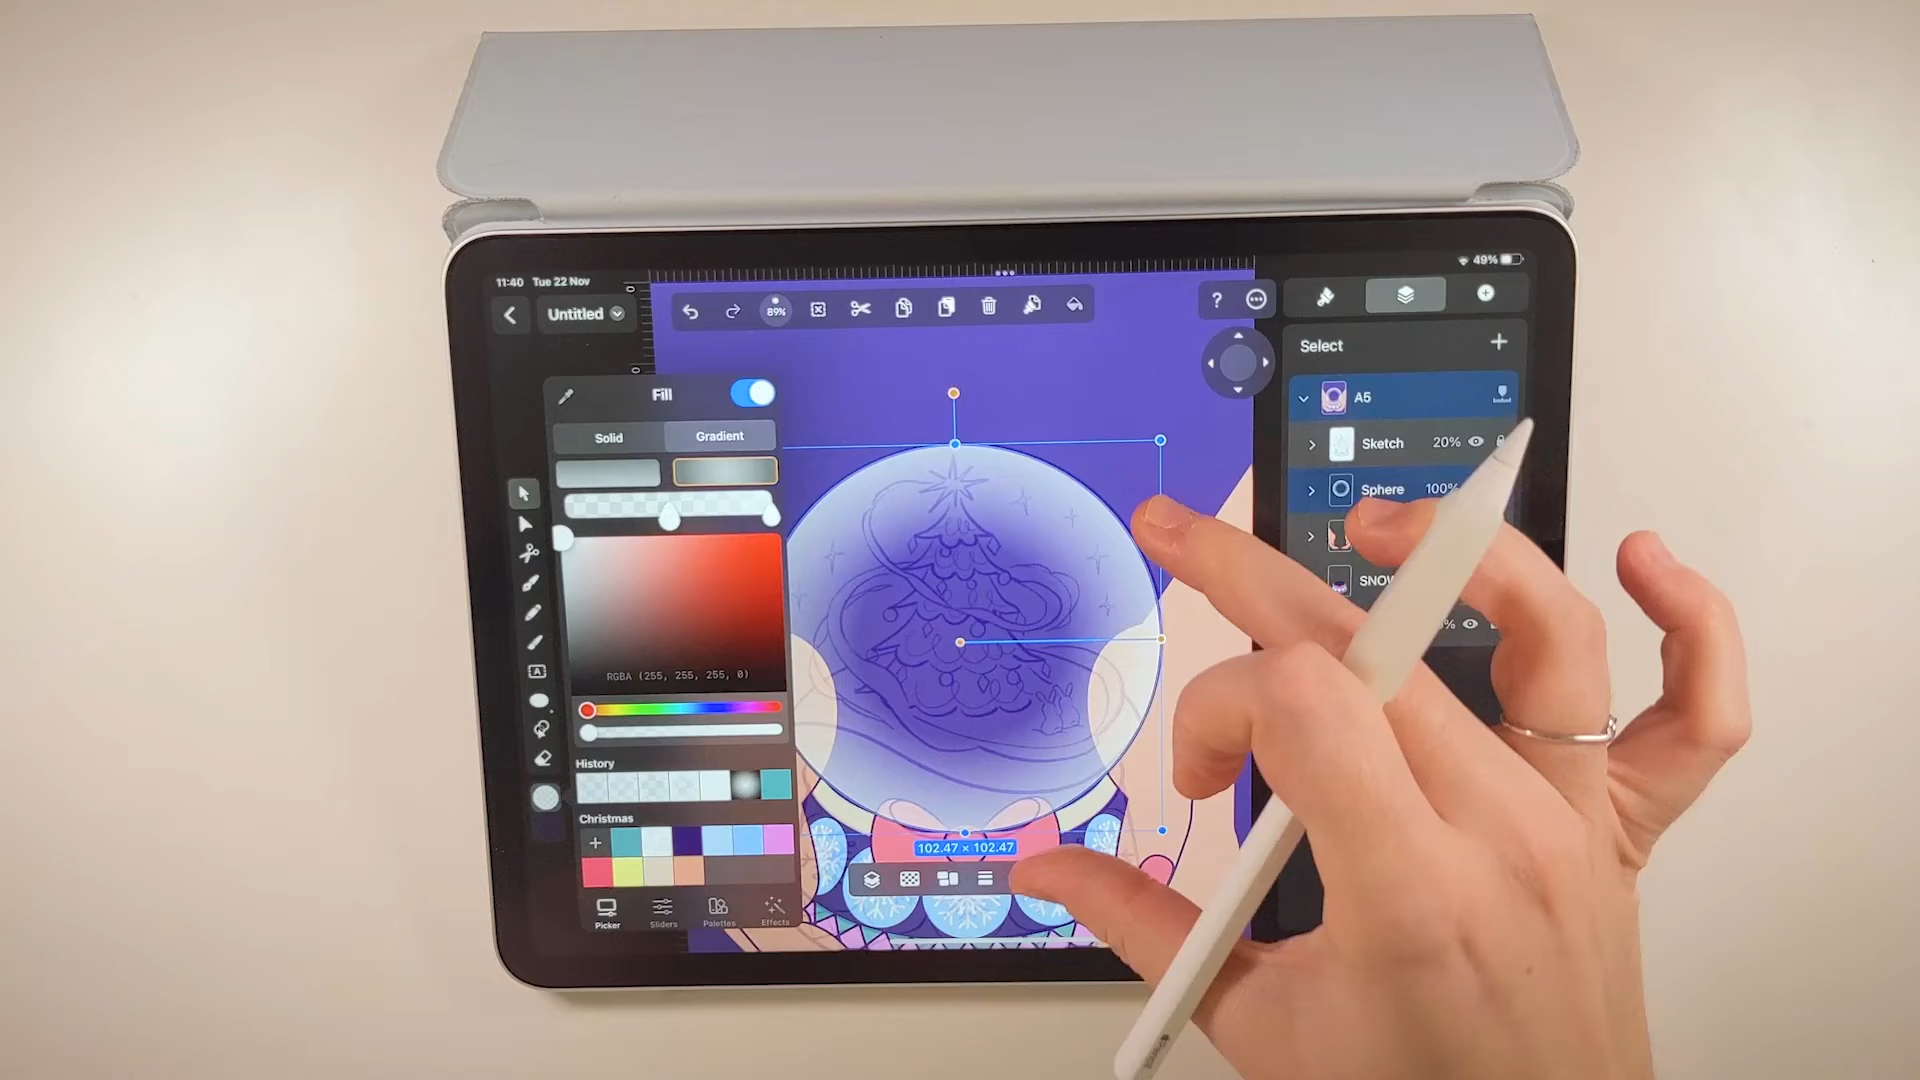 11:40 Tue 22 Nov
49%
Untitled
89%
?
Select
Fill
A5
Solid
Gradient
Sketch 20%
Sphere 100%
RGBA (255, 255, 255, 0)
History
Christmas
102.47 × 102.47
Picker
Sliders
Palettes
Effects